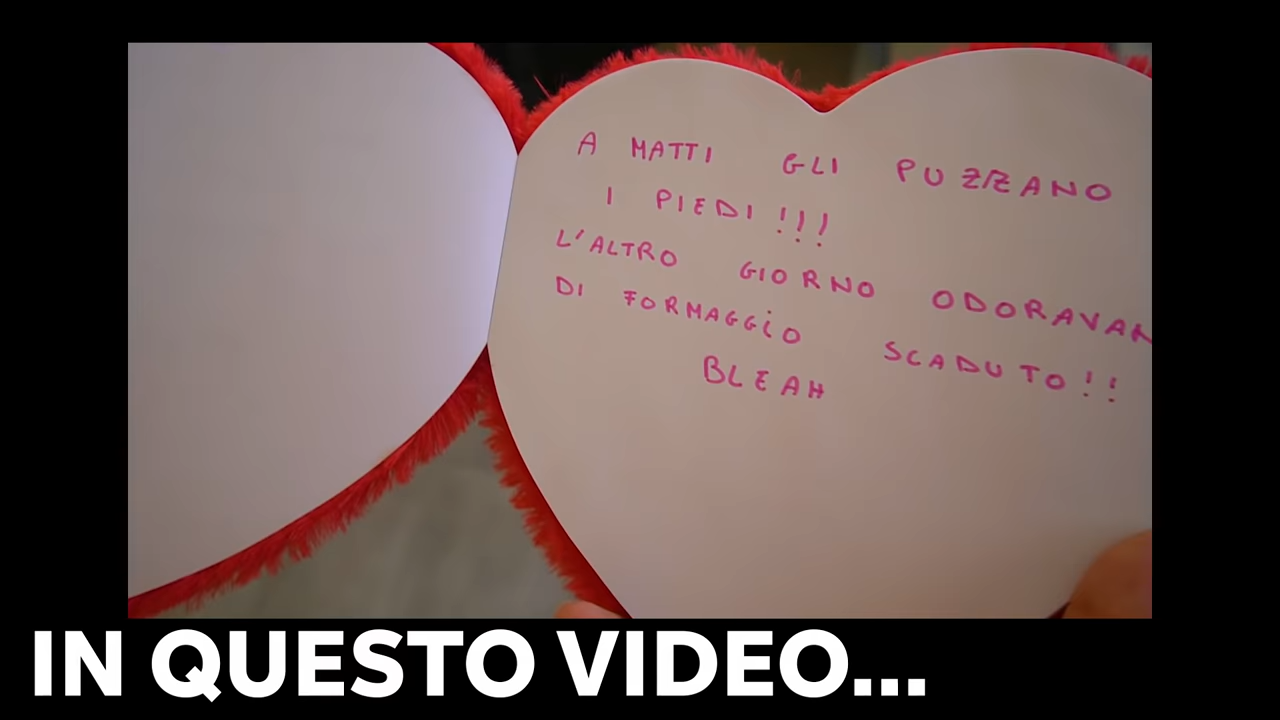 A MATTI GLI PUZZANO
I PIEDI!!!
L'ALTRO GIORNO ODORAVAN
DI FORMAGGIO SCADUTO!!
BLEAH
IN QUESTO VIDEO...